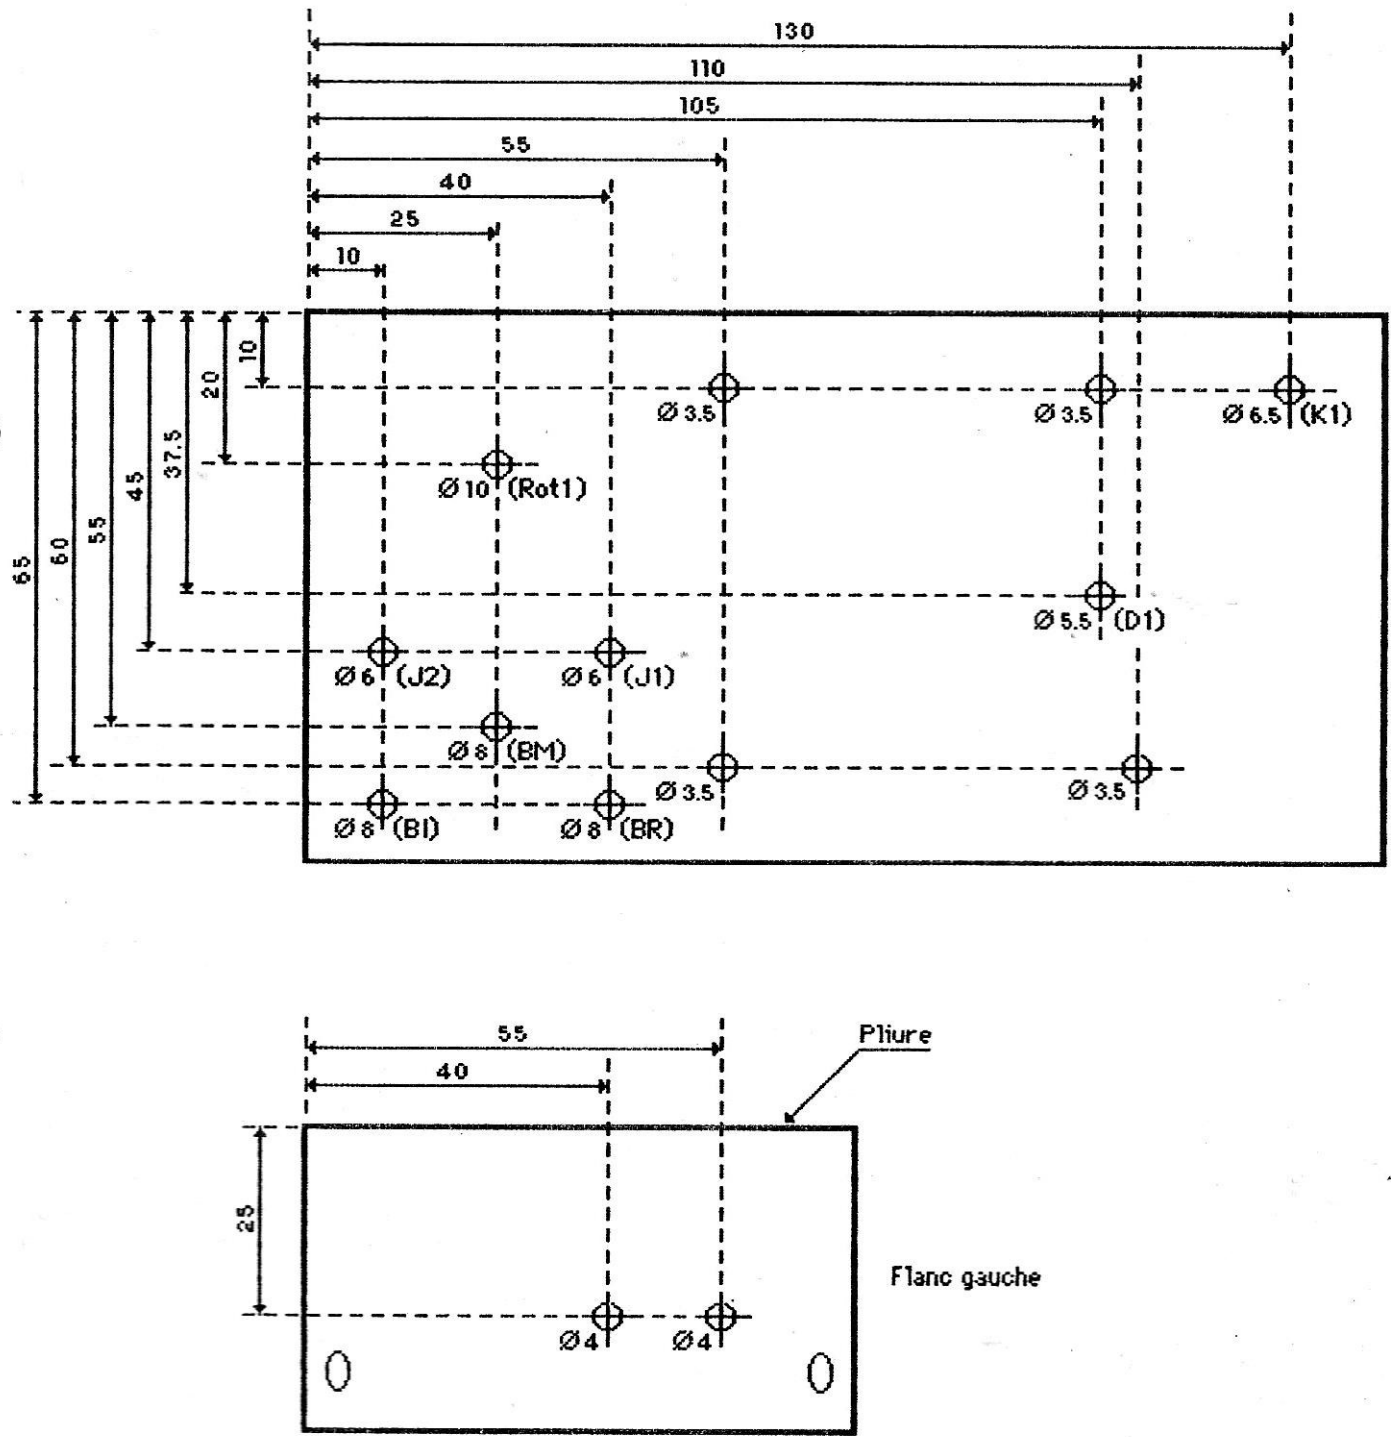 130
110
105
55
40
25
10
10
20
37.5
45
55
60
65
Ø 3.5
Ø 3.5
Ø 6.5 (K1)
Ø 10 (Rot1)
Ø 5.5 (D1)
Ø 6 (J2)
Ø 6 (J1)
Ø 8 (BM)
Ø 3.5
Ø 3.5
Ø 8 (BI)
Ø 8 (BR)
55
Pliure
40
25
Flanc gauche
Ø 4
Ø 4